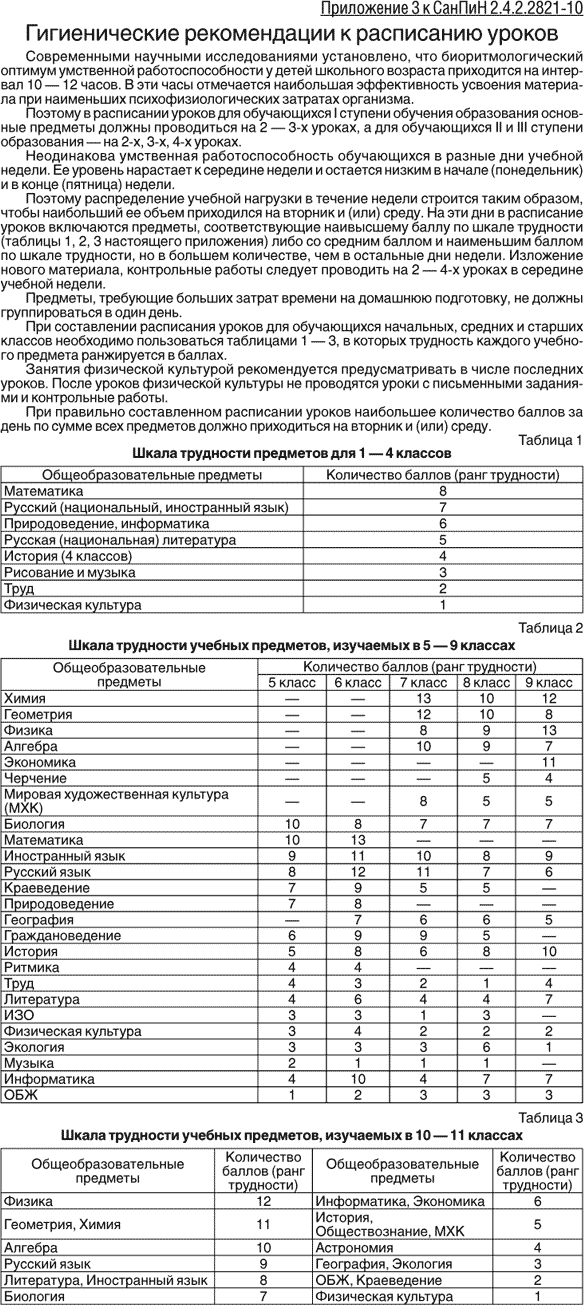 Приложение 3 к СанПиН 2.4.2.2821-10
Гигиенические рекомендации к расписанию уроков
Современными научными исследованиями установлено, что биоритмологический
оптимум умственной работоспособности у детей школьного возраста приходится на интер-
вал 10 — 12 часов. В эти часы отмечается наибольшая эффективность усвоения материа-
ла при наименьших психофизиологических затратах организма.
Поэтому в расписании уроков для обучающихся I ступени обучения образования основ-
ные предметы должны проводиться на 2 — 3-х уроках, а для обучающихся II и III ступени
образования — на 2-х, 3-х, 4-х уроках.
Неодинакова умственная работоспособность обучающихся в разные дни учебной
недели. Ее уровень нарастает к середине недели и остается низким в начале (понедельник)
и в конце (пятница) недели.
Поэтому распределение учебной нагрузки в течение недели строится таким образом,
чтобы наибольший ее объем приходился на вторник и (или) среду. На эти дни в расписание
уроков включаются предметы, соответствующие наивысшему баллу по шкале трудности
(таблицы 1, 2, 3 настоящего приложения) либо со средним баллом и наименьшим баллом
по шкале трудности, но в большем количестве, чем в остальные дни недели. Изложение
нового материала, контрольные работы следует проводить на 2 — 4-х уроках в середине
учебной недели.
Предметы, требующие больших затрат времени на домашнюю подготовку, не должны
группироваться в один день.
При составлении расписания уроков для обучающихся начальных, средних и старших
классов необходимо пользоваться таблицами 1 — 3, в которых трудность каждого учебно-
го предмета ранжируется в баллах.
Занятия физической культурой рекомендуется предусматривать в числе последних
уроков. После уроков физической культуры не проводятся уроки с письменными задания-
ми и контрольные работы.
При правильно составленном расписании уроков наибольшее количество баллов за
день по сумме всех предметов должно приходиться на вторник и (или) среду.
Таблица 1
Шкала трудности предметов для 1 — 4 классов
Общеобразовательные предметы Количество баллов (ранг трудности)
Математика 8
Русский (национальный, иностранный язык) 7
Природоведение, информатика 6
Русская (национальная) литература 5
История (4 классов) 4
Рисование и музыка 3
Труд 2
Физическая культура 1
Таблица 2
Шкала трудности учебных предметов, изучаемых в 5 — 9 классах
Общеобразовательные предметы Количество баллов (ранг трудности)
5 класс 6 класс 7 класс 8 класс 9 класс
Химия — — 13 10 12
Геометрия — — 12 10 8
Физика — — 8 9 13
Алгебра — — 10 9 7
Экономика — — — — 11
Черчение — — — 5 4
Мировая художественная культура
(МХК) — — 8 5 5
Биология 10 8 7 7 7
Математика 10 13 — — —
Иностранный язык 9 11 10 8 9
Русский язык 8 12 11 7 6
Краеведение 7 9 5 5 —
Природоведение 7 8 — — —
География — 7 6 6 5
Граждановедение 6 9 9 5 —
История 5 8 6 8 10
Ритмика 4 4 — — —
Труд 4 3 2 1 4
Литература 4 6 4 4 7
ИЗО 3 3 1 3 —
Физическая культура 3 4 2 2 2
Экология 3 3 3 6 1
Музыка 2 1 1 1 —
Информатика 4 10 4 7 7
ОБЖ 1 2 3 3 3
Таблица 3
Шкала трудности учебных предметов, изучаемых в 10 — 11 классах
Общеобразовательные предметы Количество баллов (ранг трудности) Общеобразовательные предметы Количество баллов (ранг трудности)
Физика 12 Информатика, Экономика 6
Геометрия, Химия 11 История, Обществознание, МХК 5
Алгебра 10 Астрономия 4
Русский язык 9 География, Экология 3
Литература, Иностранный язык 8 ОБЖ, Краеведение 2
Биология 7 Физическая культура 1